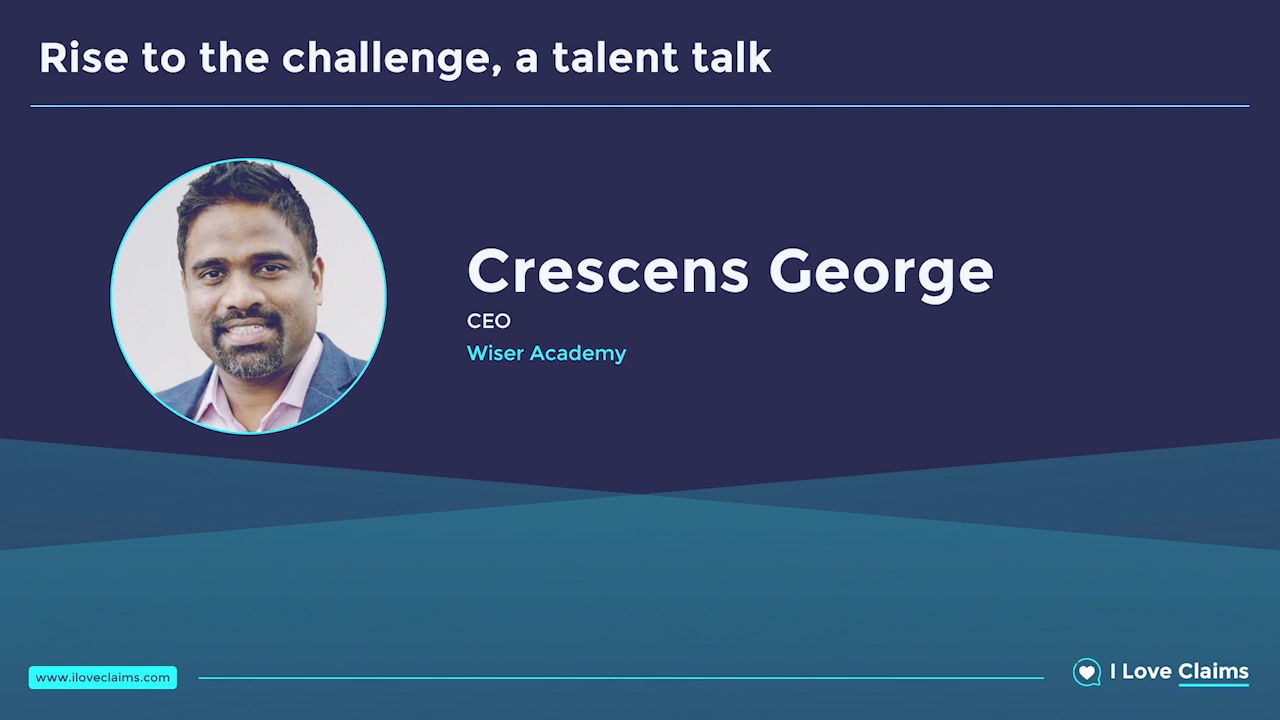 Rise to the challenge, a talent talk
Crescens George
CEO
Wiser Academy
www.iloveclaims.com
I Love Claims